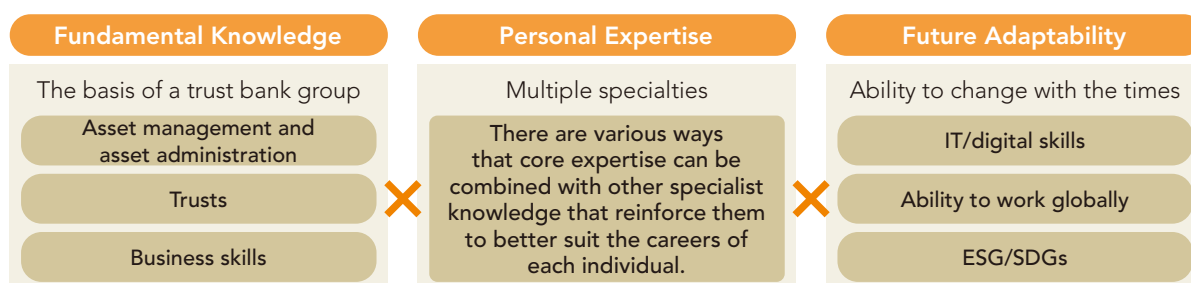 Fundamental Knowledge
The basis of a trust bank group
Asset management and
asset administration
Trusts
Business skills
Personal Expertise
Multiple specialties
There are various ways
that core expertise can be
combined with other specialist
knowledge that reinforce them
to better suit the careers of
each individual.
Future Adaptability
Ability to change with the times
IT/digital skills
Ability to work globally
ESG/SDGs